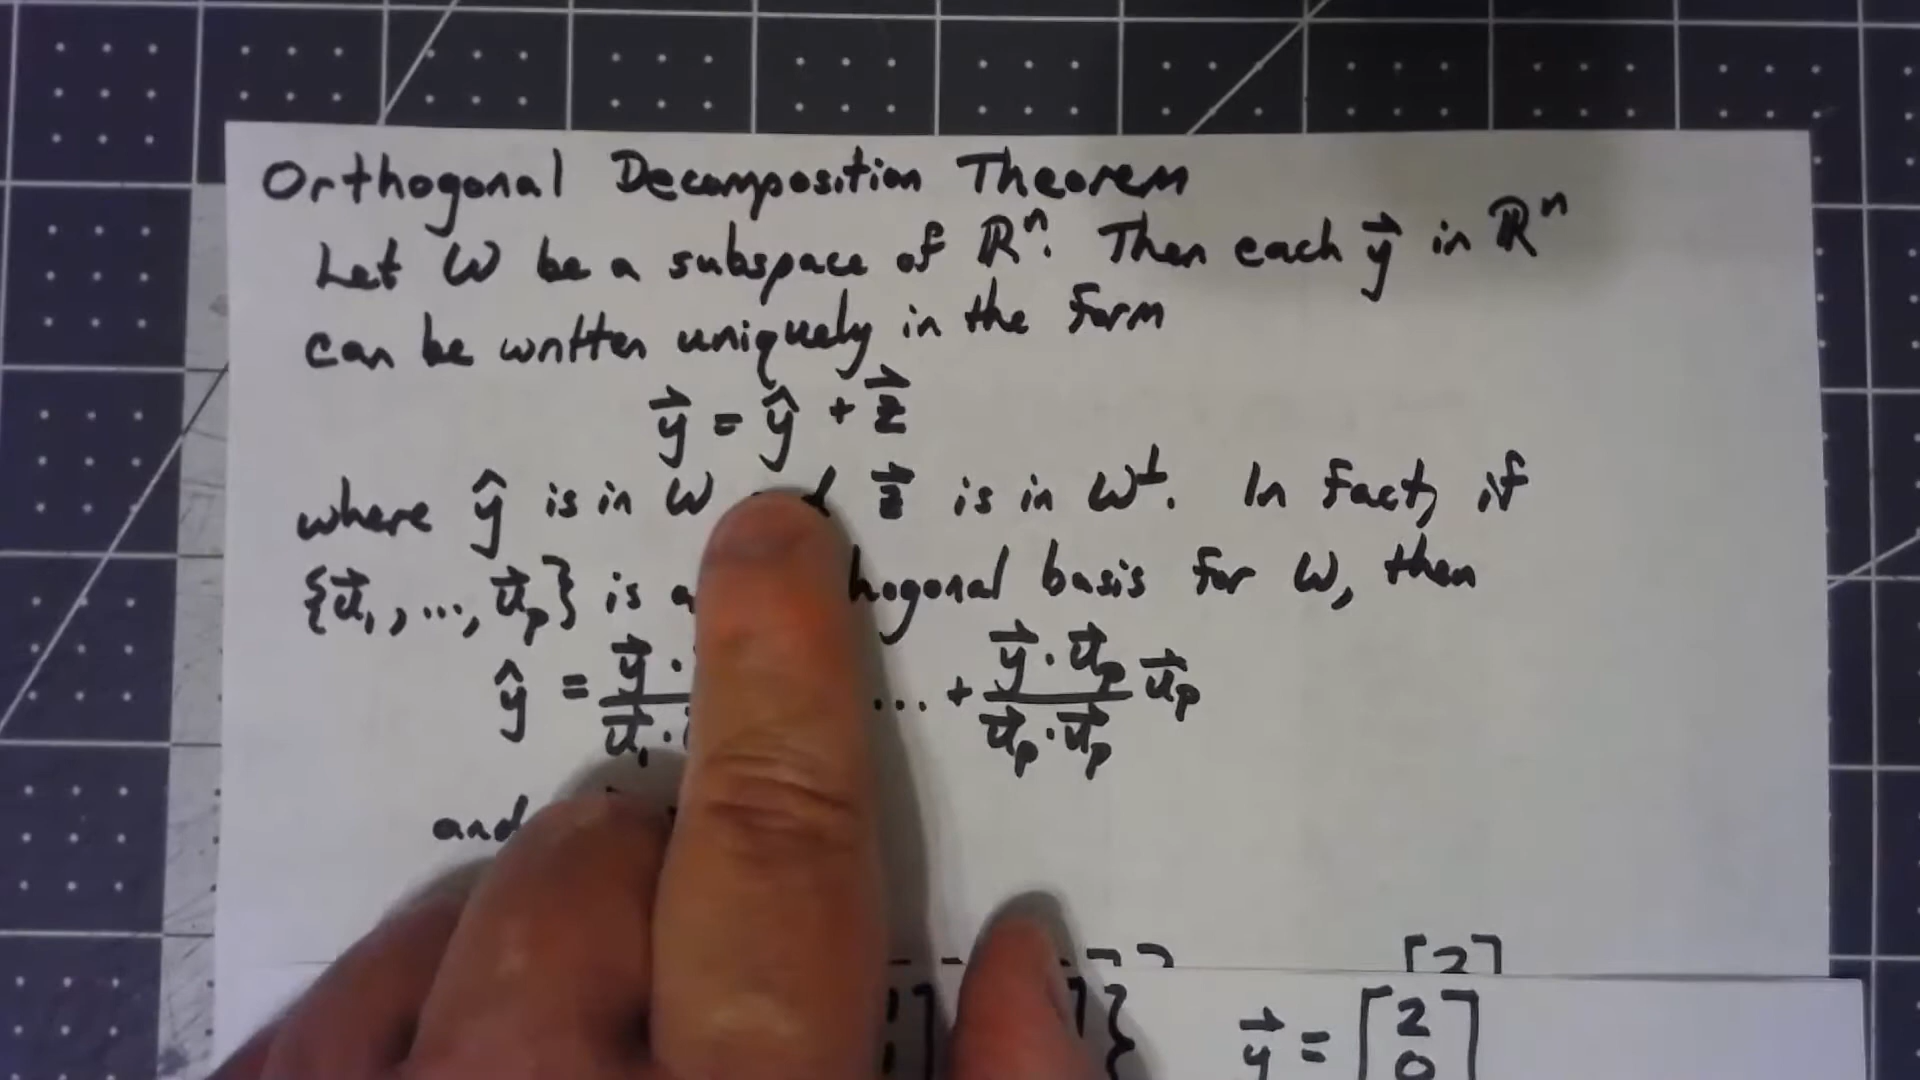 Orthogonal Decomposition Theorem
Let W be a subspace of ℝⁿ. Then each y⃗ in ℝⁿ
can be written uniquely in the form
y⃗ = ŷ + z⃗
where ŷ is in W z⃗ is in W⊥. In fact, if
{u⃗₁, ..., u⃗ₚ} is hogonal basis for W, then
ŷ = y⃗ · / u⃗₁ · ... + (y⃗ · u⃗ₚ)/(u⃗ₚ · u⃗ₚ) u⃗ₚ
and
y⃗ = [2
0